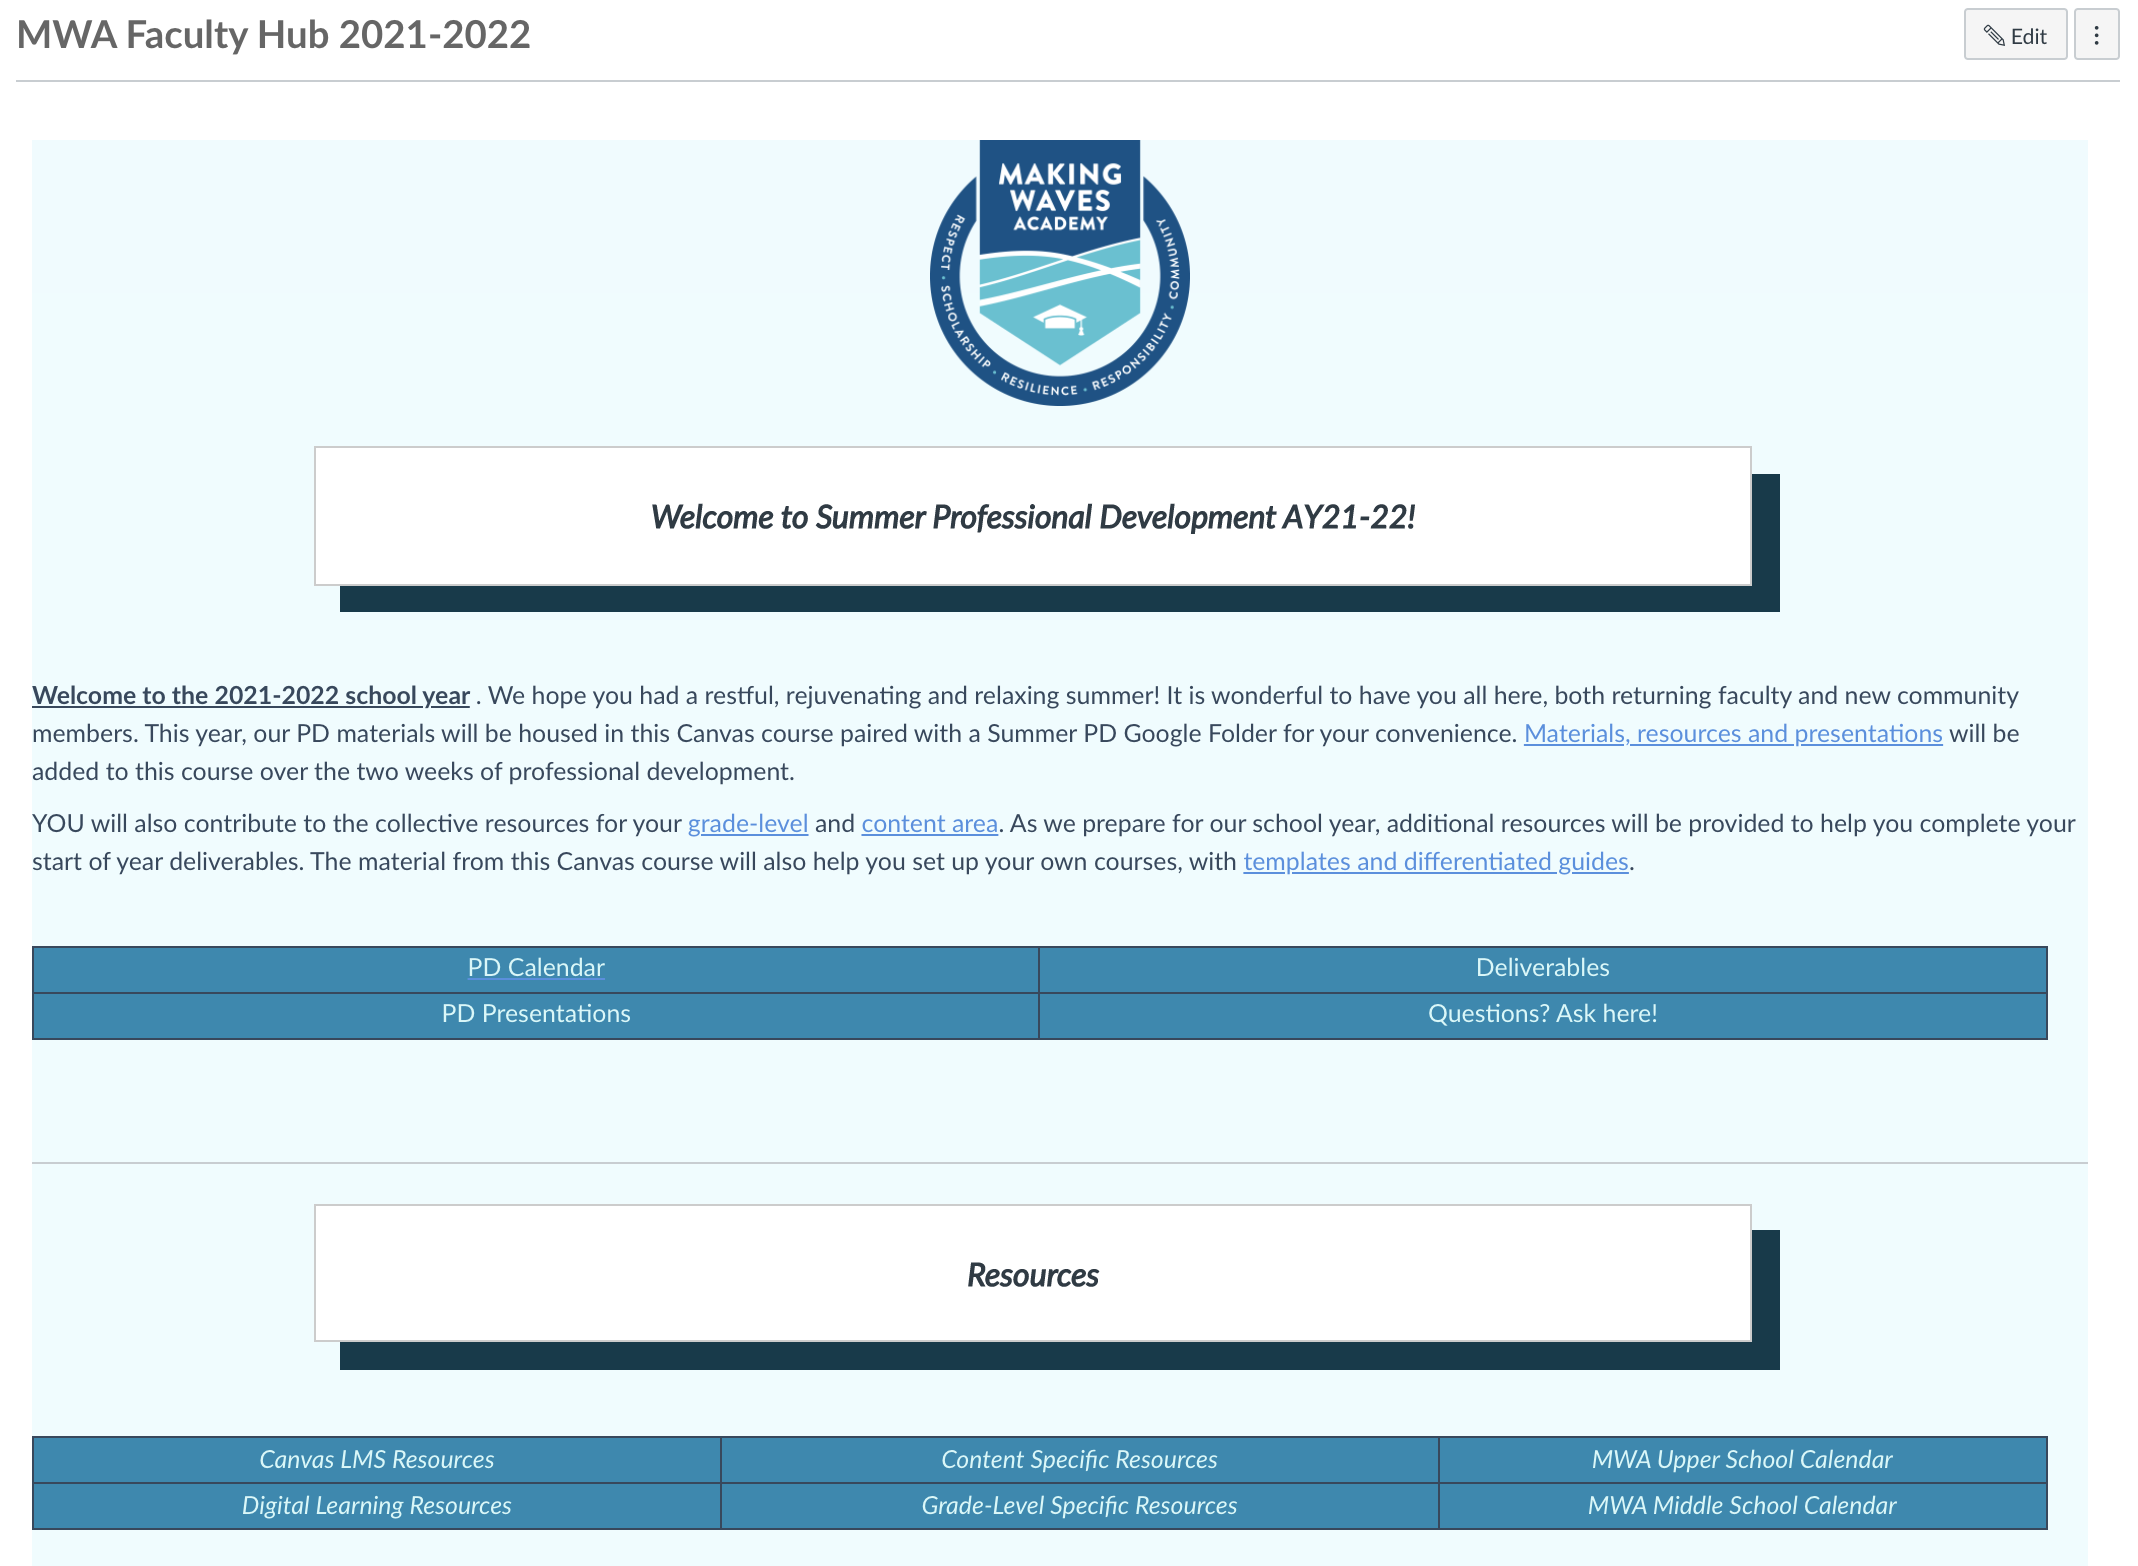 MWA Faculty Hub 2021-2022
Edit
MAKING
WAVES
ACADEMY
RESPECT · SCHOLARSHIP · RESILIENCE · RESPONSIBILITY · COMMUNITY
Welcome to Summer Professional Development AY21-22!
Welcome to the 2021-2022 school year . We hope you had a restful, rejuvenating and relaxing summer! It is wonderful to have you all here, both returning faculty and new community
members. This year, our PD materials will be housed in this Canvas course paired with a Summer PD Google Folder for your convenience. Materials, resources and presentations will be
added to this course over the two weeks of professional development.
YOU will also contribute to the collective resources for your grade-level and content area. As we prepare for our school year, additional resources will be provided to help you complete your
start of year deliverables. The material from this Canvas course will also help you set up your own courses, with templates and differentiated guides.
PD Calendar
Deliverables
PD Presentations
Questions? Ask here!
Resources
Canvas LMS Resources
Content Specific Resources
MWA Upper School Calendar
Digital Learning Resources
Grade-Level Specific Resources
MWA Middle School Calendar